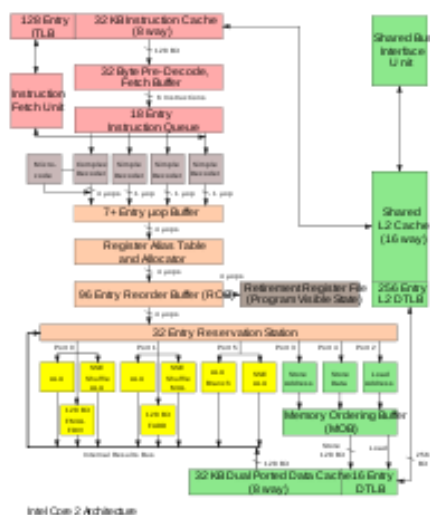 128 Entry
ITLB
32 KB Instruction Cache
(8 way)
Shared Bus
Interface
Unit
128 Bit
32 Byte Pre-Decode,
Fetch Buffer
Instruction
Fetch Unit
6 Instructions
18 Entry
Instruction Queue
Micro-
code
Complex
Decoder
Simple
Decoder
Simple
Decoder
Simple
Decoder
4 µops
1 µop
1 µop
1 µop
7+ Entry µop Buffer
4 µops
Register Alias Table
and Allocator
4 µops
4 µops
96 Entry Reorder Buffer (ROB)
Retirement Register File
(Program Visible State)
4 µops
Shared
L2 Cache
(16 way)
256 Entry
L2 DTLB
32 Entry Reservation Station
Port 0
Port 1
Port 5
Port 3
Port 4
Port 2
ALU
SSE
Shuffle
ALU
ALU
SSE
Shuffle
MUL
ALU
Branch
SSE
ALU
Store
Address
Store
Data
Load
Address
128 Bit
FMUL
FDIV
128 Bit
FADD
Memory Ordering Buffer
(MOB)
Internal Results Bus
Store
Load
128 Bit
128 Bit
256
Bit
32 KB Dual Ported Data Cache
(8 way)
16 Entry
DTLB
Intel Core 2 Architecture